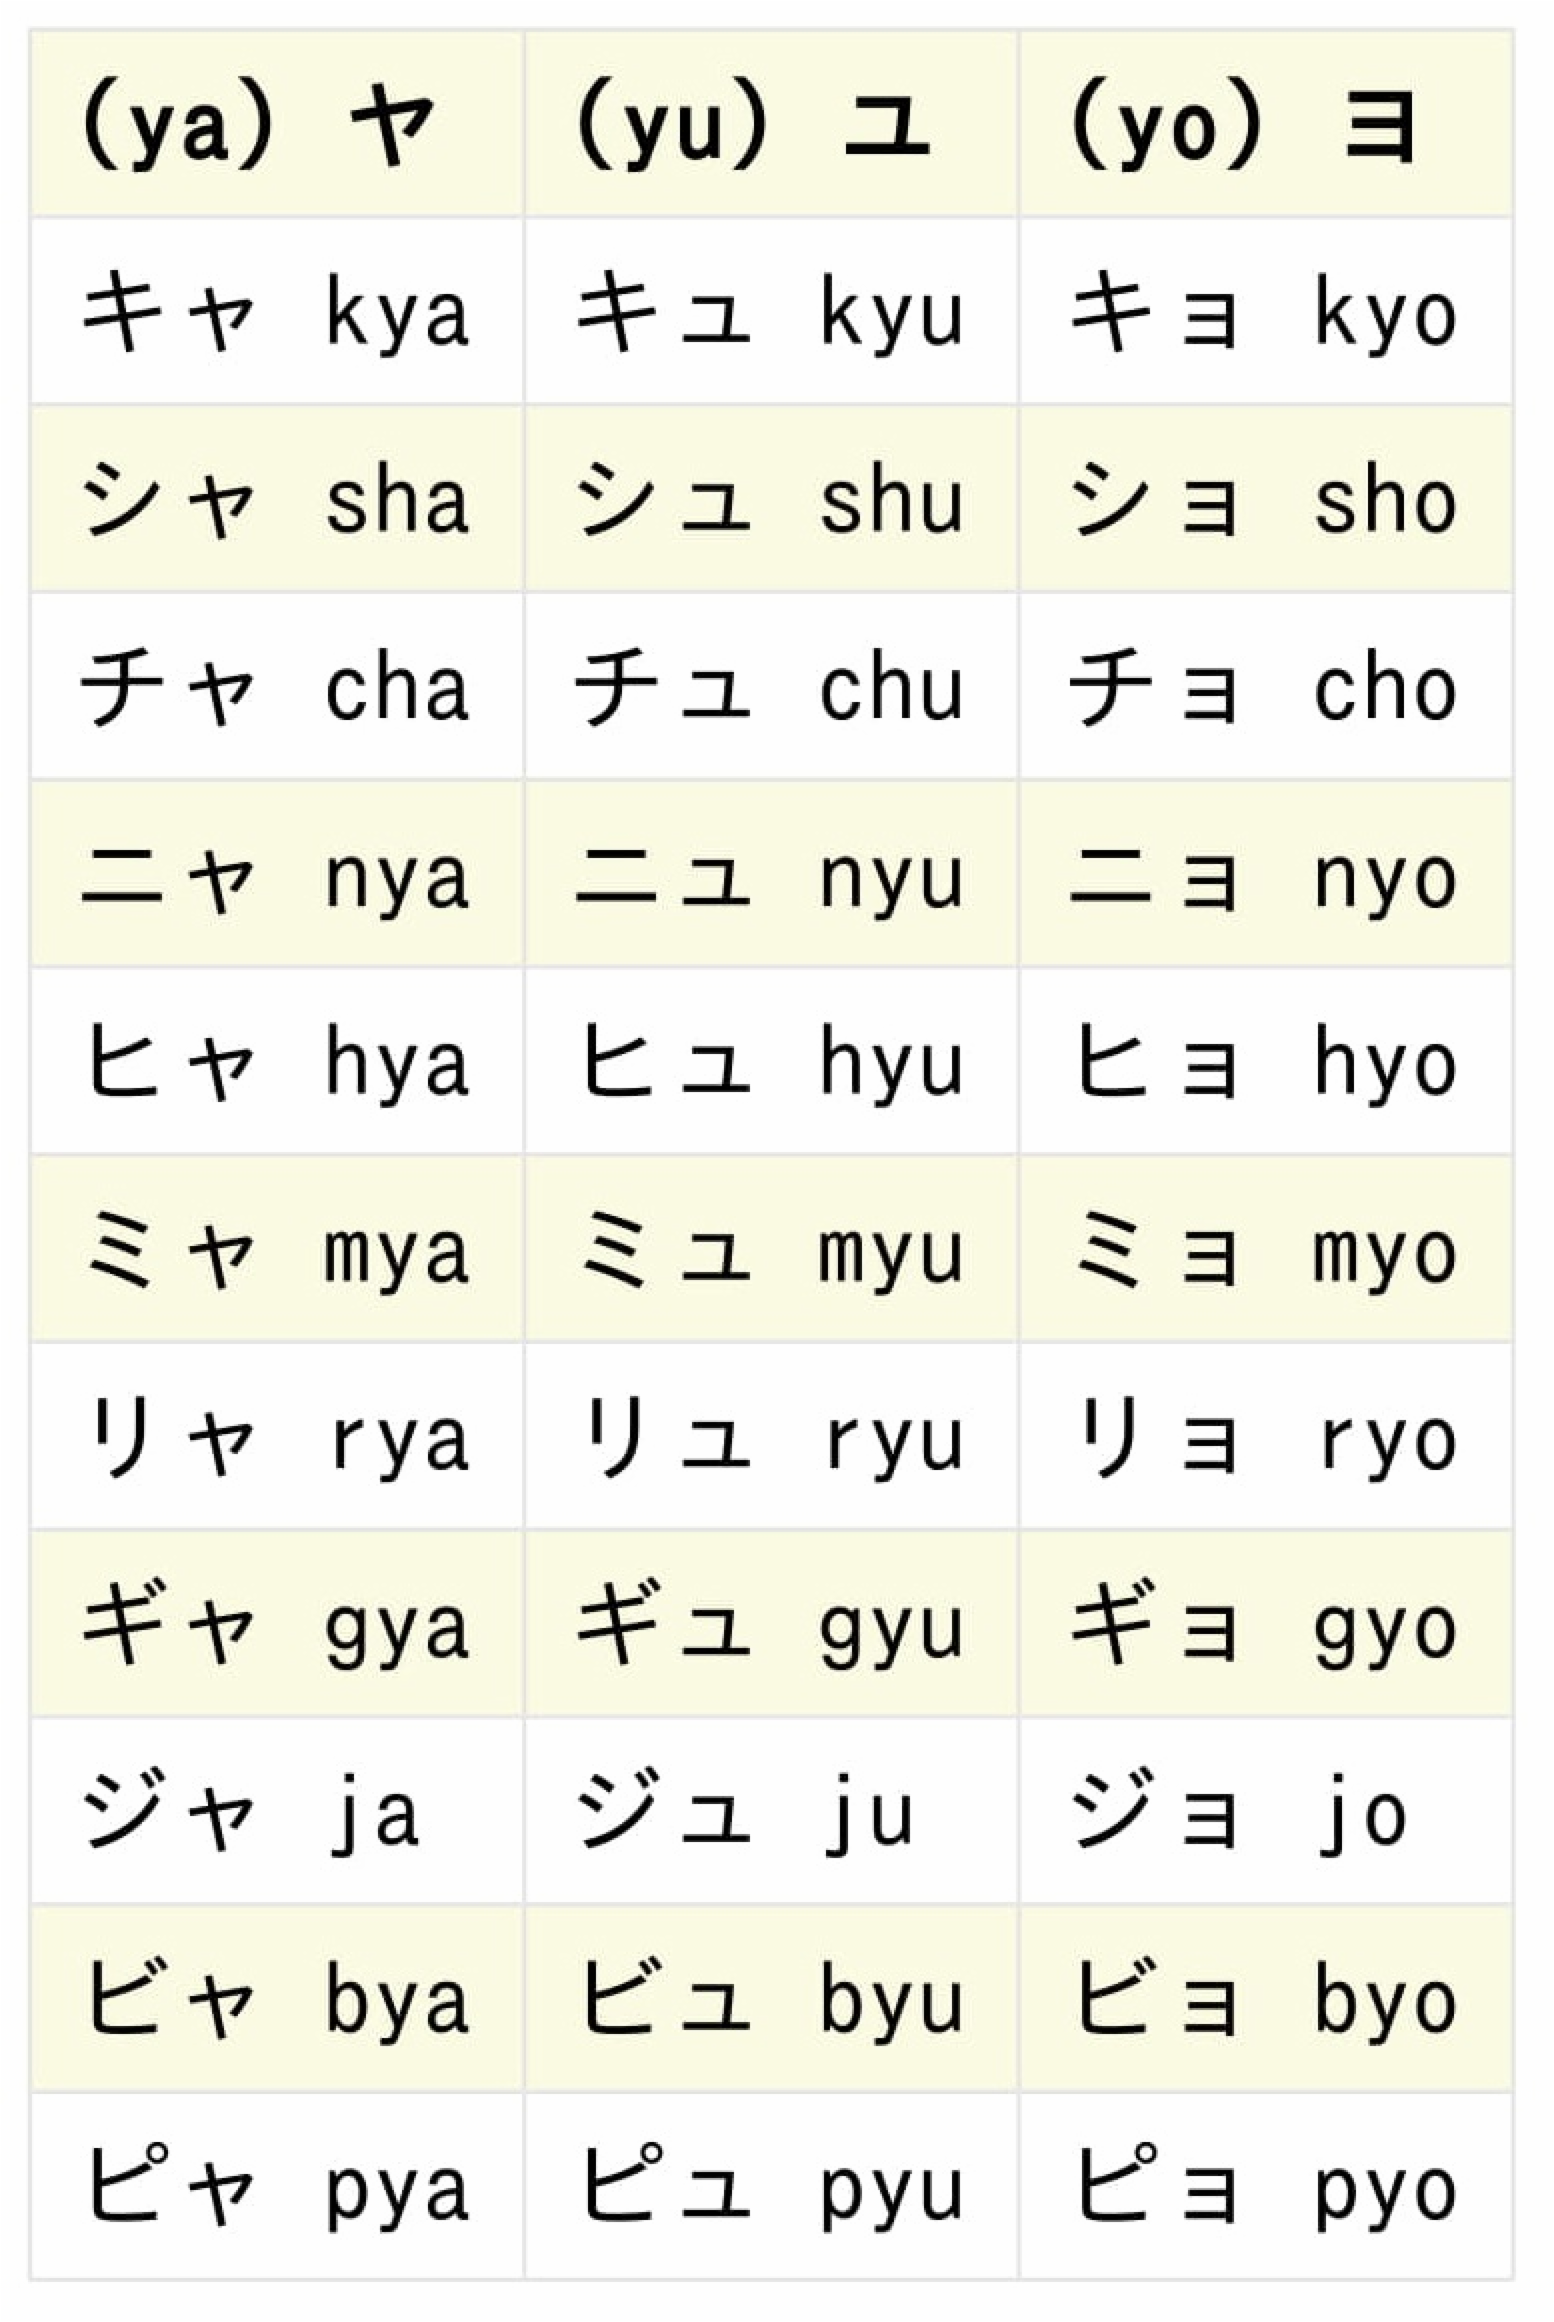 (ya) ヤ (yu) ユ (yo) ヨ
キャ kya キュ kyu キョ kyo
シャ sha シュ shu ショ sho
チャ cha チュ chu チョ cho
ニャ nya ニュ nyu ニョ nyo
ヒャ hya ヒュ hyu ヒョ hyo
ミャ mya ミュ myu ミョ myo
リャ rya リュ ryu リョ ryo
ギャ gya ギュ gyu ギョ gyo
ジャ ja ジュ ju ジョ jo
ビャ bya ビュ byu ビョ byo
ピャ pya ピュ pyu ピョ pyo